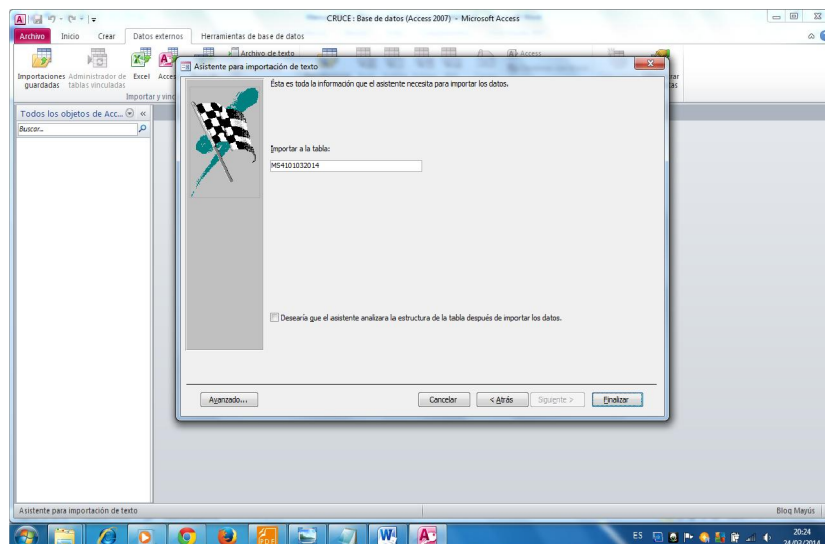 CRUCE : Base de datos (Access 2007) - Microsoft Access
Archivo Inicio Crear Datos externos Herramientas de base de datos
Importaciones guardadas
Administrador de tablas vinculadas
Excel
Archivo de texto
Access
Asistente para importación de texto
Ésta es toda la información que el asistente necesita para importar los datos.
Todos los objetos de Acc...
Buscar...
Importar a la tabla:
MS4101032014
Desearía que el asistente analizara la estructura de la tabla después de importar los datos.
Avanzado... Cancelar < Atrás Siguiente > Finalizar
Asistente para importación de texto
Bloq Mayús
PDF
W
A
ES
20:24
24/03/2014